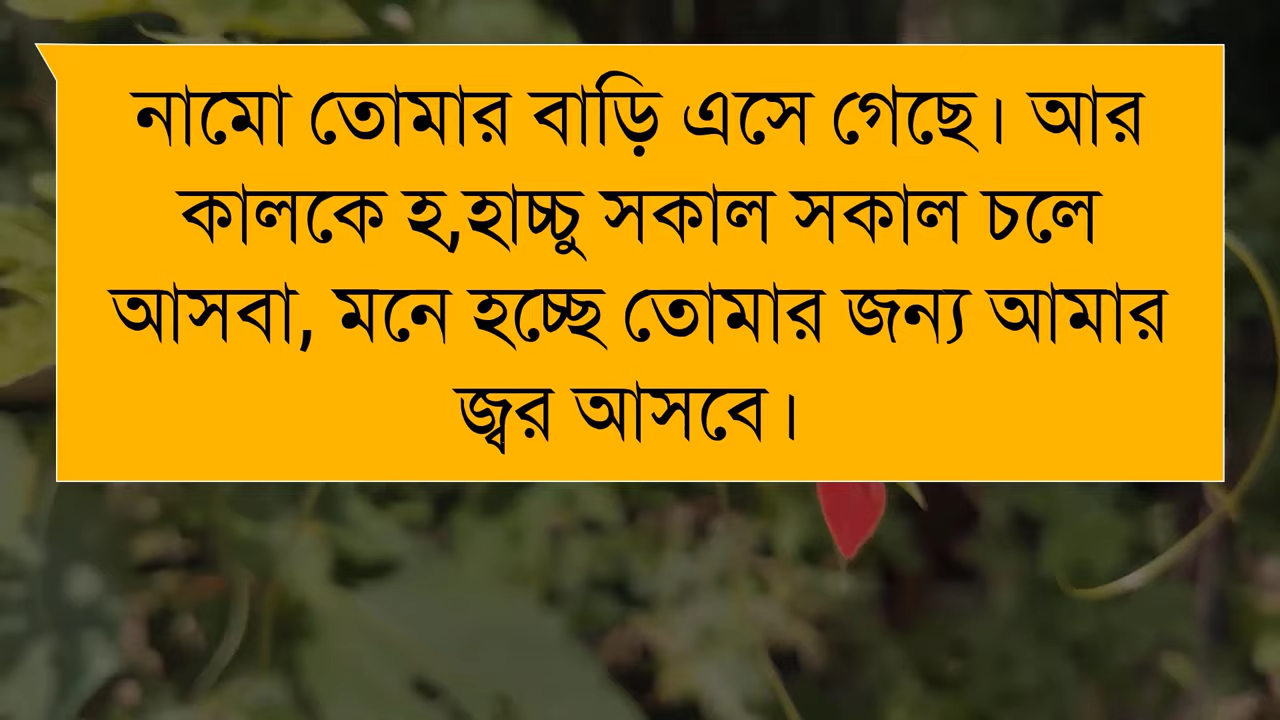 নামো তোমার বাড়ি এসে গেছে। আর
কালকে হ,হাচ্চু সকাল সকাল চলে
আসবা, মনে হচ্ছে তোমার জন্য আমার
জ্বর আসবে।